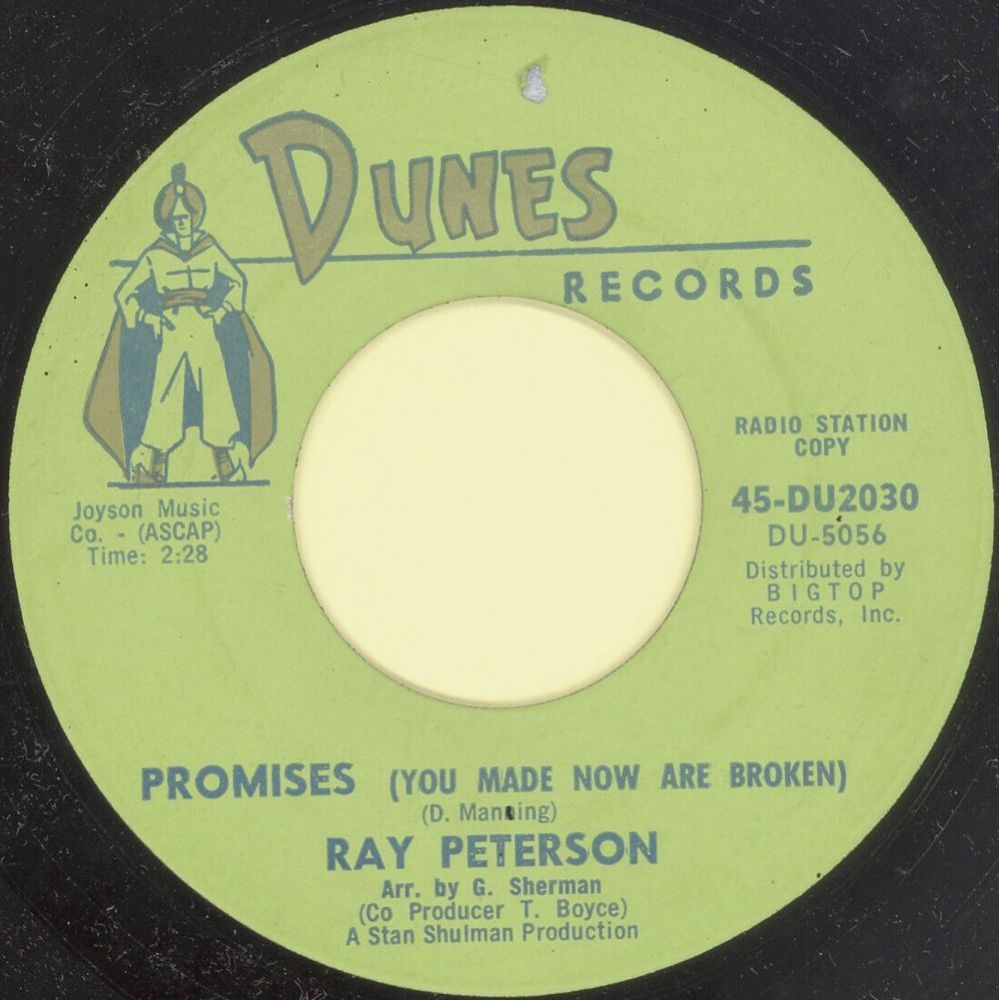 DUNES
RECORDS
RADIO STATION
COPY
45-DU2030
DU-5056
Distributed by
BIGTOP
Records, Inc.
Joyson Music
Co. - (ASCAP)
Time: 2:28
PROMISES (YOU MADE NOW ARE BROKEN)
(D. Manning)
RAY PETERSON
Arr. by G. Sherman
(Co Producer T. Boyce)
A Stan Shulman Production